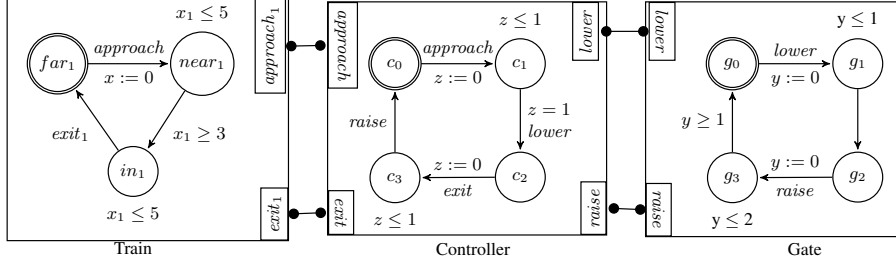 x₁ ≤ 5
far₁
approach
x := 0
near₁
exit₁
x₁ ≥ 3
in₁
x₁ ≤ 5
approach₁
exit₁
Train
approach
exit
z ≤ 1
c₀
approach
z := 0
c₁
raise
z = 1
lower
c₃
z := 0
exit
c₂
z ≤ 1
lower
raise
Controller
lower
raise
y ≤ 1
g₀
lower
y := 0
g₁
y ≥ 1
g₃
y := 0
raise
g₂
y ≤ 2
Gate